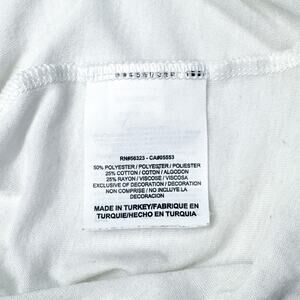 RN#56323 - CA#05553
50% POLYESTER / POLYESTER / POLIESTER
25% COTTON / COTON / ALGODON
25% RAYON / VISCOSE / VISCOSA
EXCLUSIVE OF DECORATION / DECORATION
NON COMPRISE / NO INCLUYE LA
DECORACION
MADE IN TURKEY/FABRIQUE EN
TURQUIE/HECHO EN TURQUIA